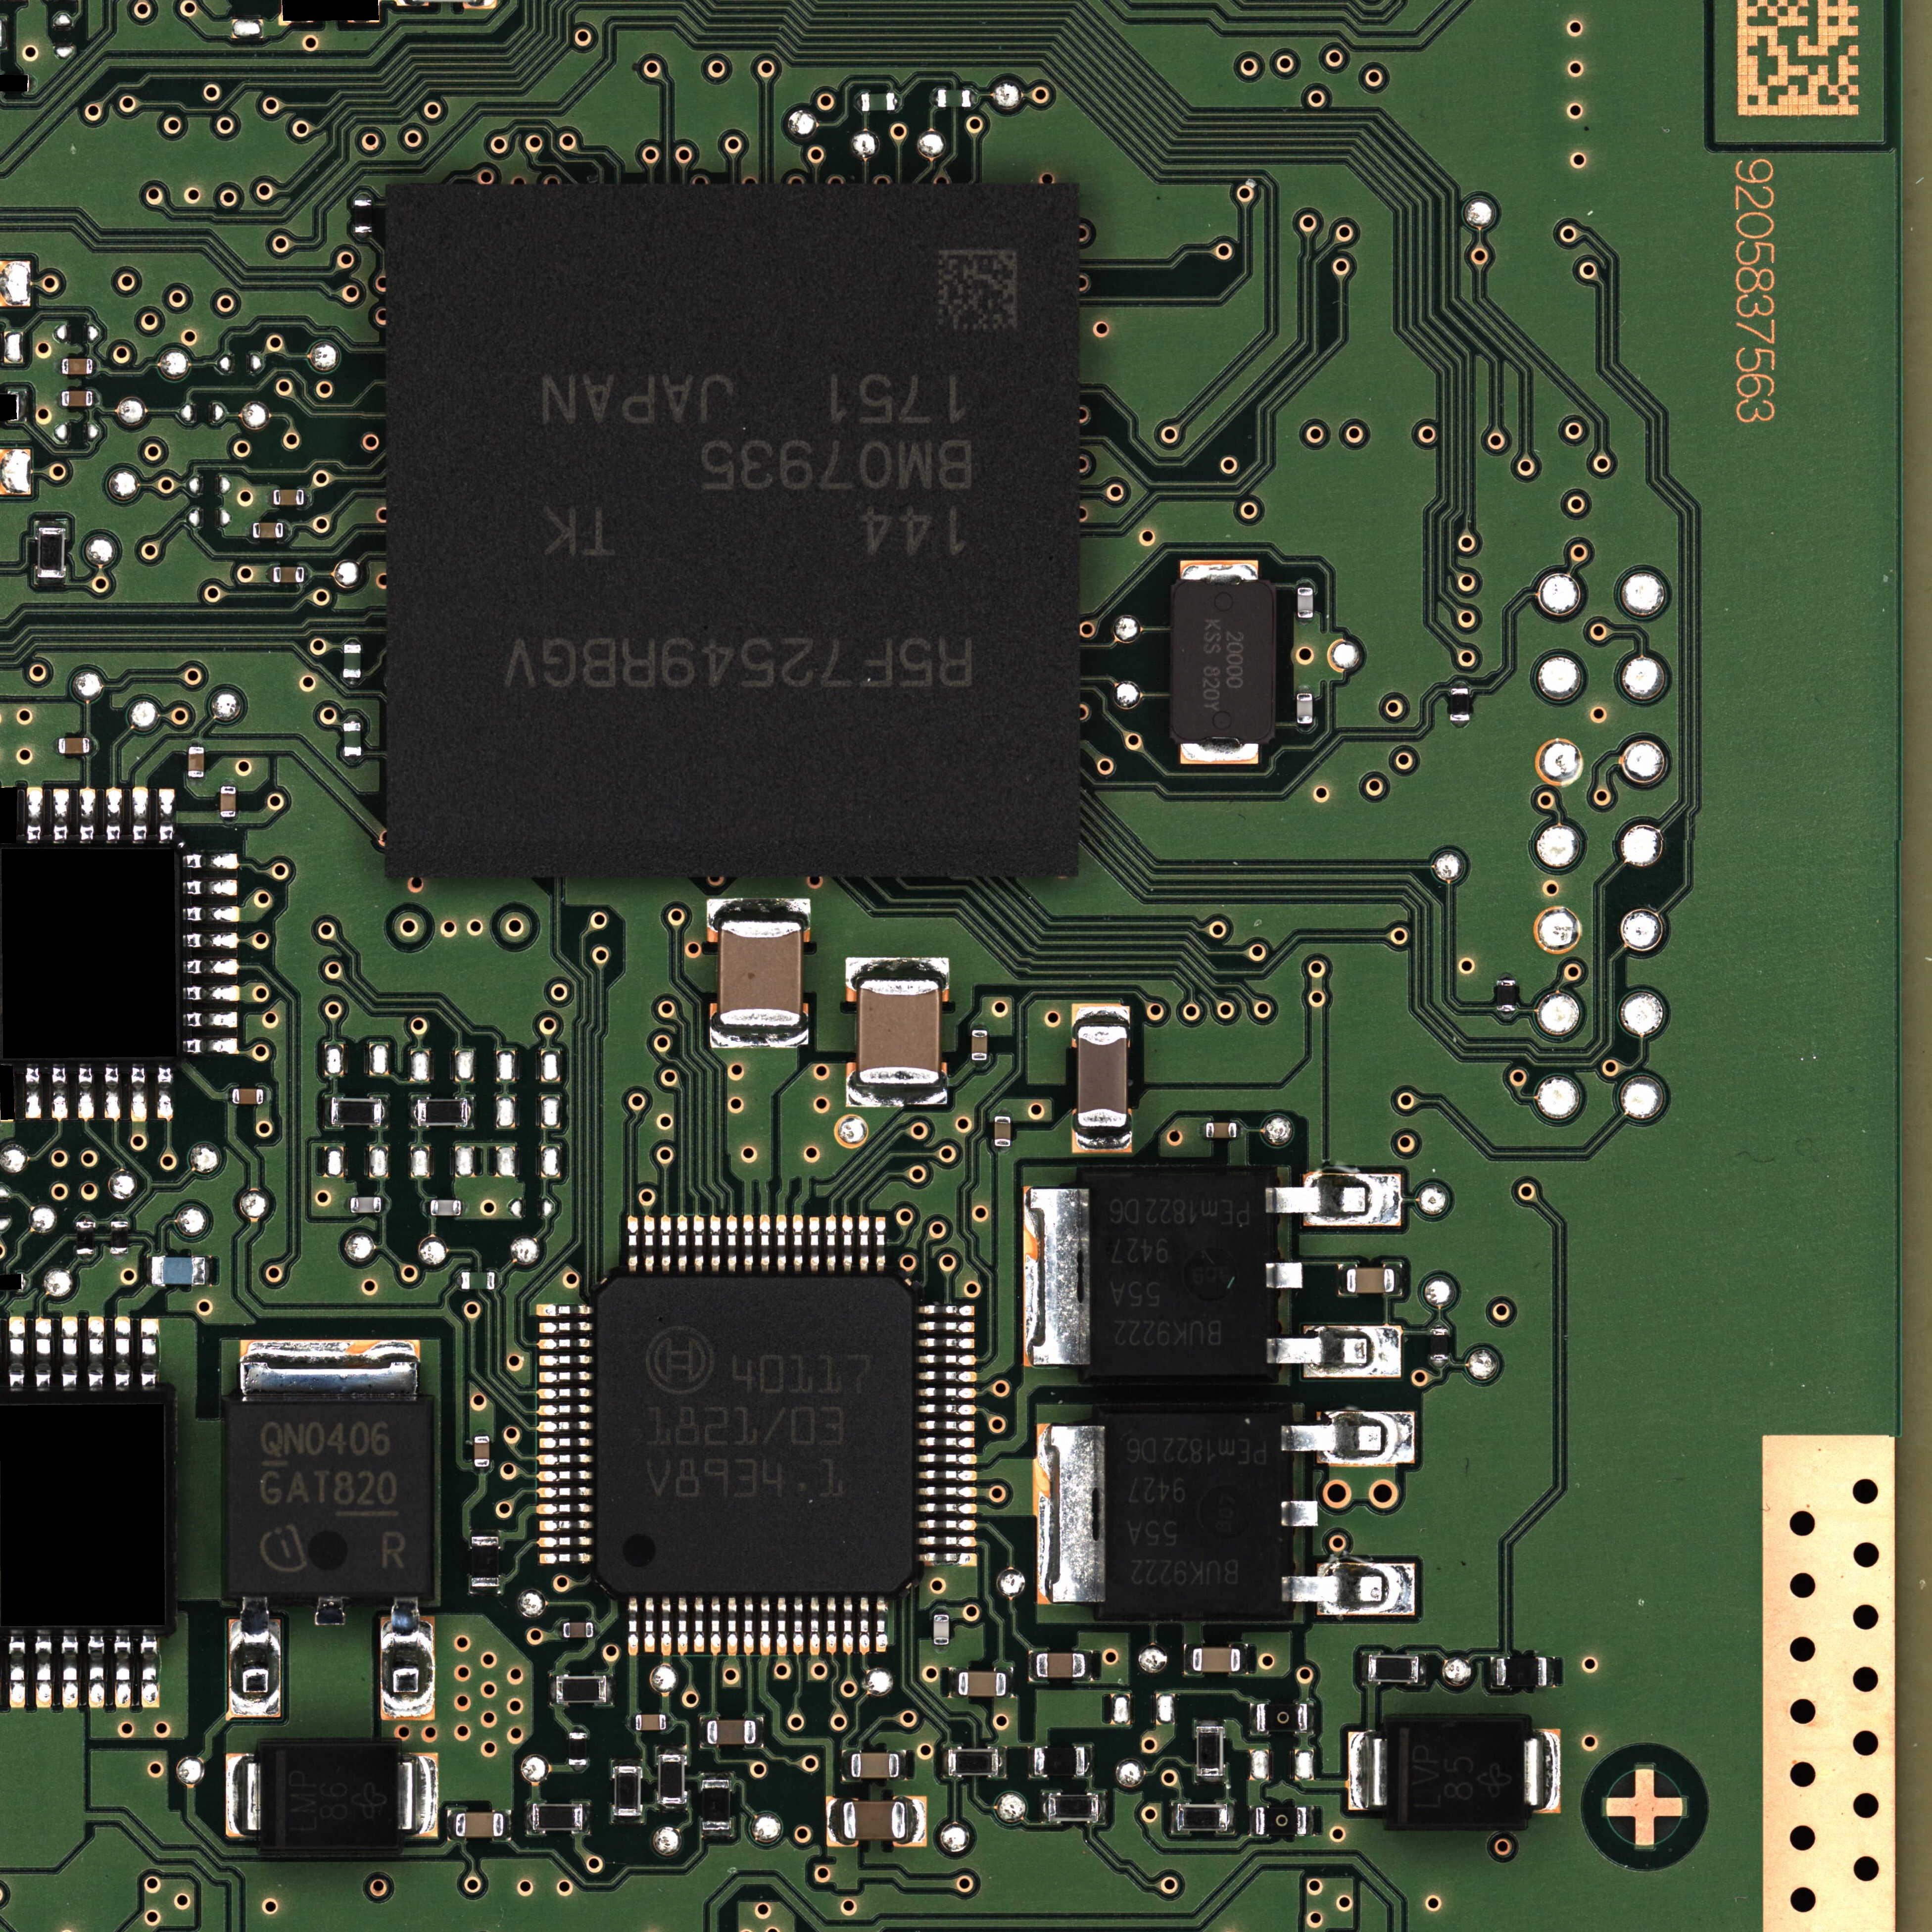 9205837563
R5F72549RBGV
144 TK
BM07935
1751 JAPAN
20000
KSS 820Y
BUK9222
55A
9427
PEm1822D6
40117
1821/03
V8934.1
QN0406
GAT820
R
BUK9222
55A
9427
PEm1822D6
LMP
86
LVP
85